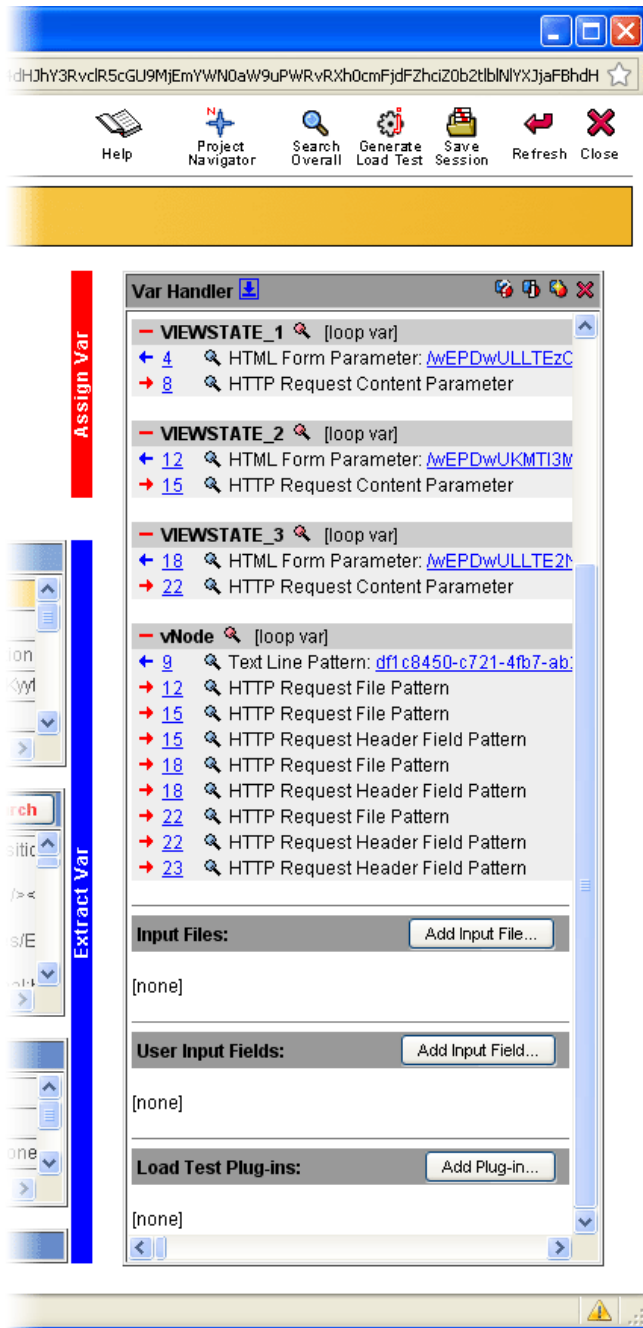 Help
Project Navigator
Search Overall
Generate Load Test
Save Session
Refresh
Close
Assign Var
Var Handler
− VIEWSTATE_1 [loop var]
← 4 HTML Form Parameter: /wEPDwULLTEzO
→ 8 HTTP Request Content Parameter
− VIEWSTATE_2 [loop var]
← 12 HTML Form Parameter: /wEPDwUKMTI3M
→ 15 HTTP Request Content Parameter
− VIEWSTATE_3 [loop var]
← 18 HTML Form Parameter: /wEPDwULLTE2N
→ 22 HTTP Request Content Parameter
− vNode [loop var]
← 9 Text Line Pattern: df1c8450-c721-4fb7-ab
→ 12 HTTP Request File Pattern
→ 15 HTTP Request File Pattern
→ 15 HTTP Request Header Field Pattern
→ 18 HTTP Request File Pattern
→ 18 HTTP Request Header Field Pattern
→ 22 HTTP Request File Pattern
→ 22 HTTP Request Header Field Pattern
→ 23 HTTP Request Header Field Pattern
Extract Var
Input Files: Add Input File...
[none]
User Input Fields: Add Input Field...
[none]
Load Test Plug-ins: Add Plug-in...
[none]